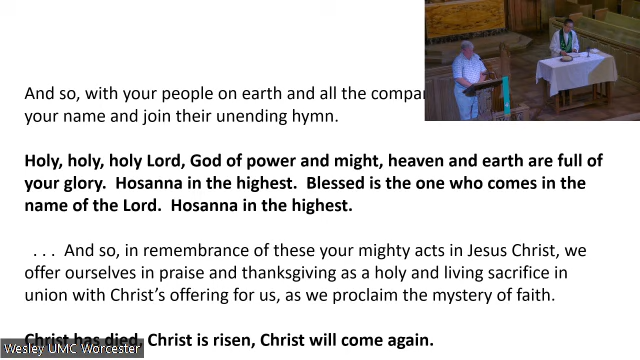 And so, with your people on earth and all the
your name and join their unending hymn.
Holy, holy, holy Lord, God of power and might, heaven and earth are full of
your glory.  Hosanna in the highest.  Blessed is the one who comes in the
name of the Lord.  Hosanna in the highest.
. . .  And so, in remembrance of these your mighty acts in Jesus Christ, we
offer ourselves in praise and thanksgiving as a holy and living sacrifice in
union with Christ’s offering for us, as we proclaim the mystery of faith.
Christ has died, Christ is risen, Christ will come again.
Wesley UMC Worcester